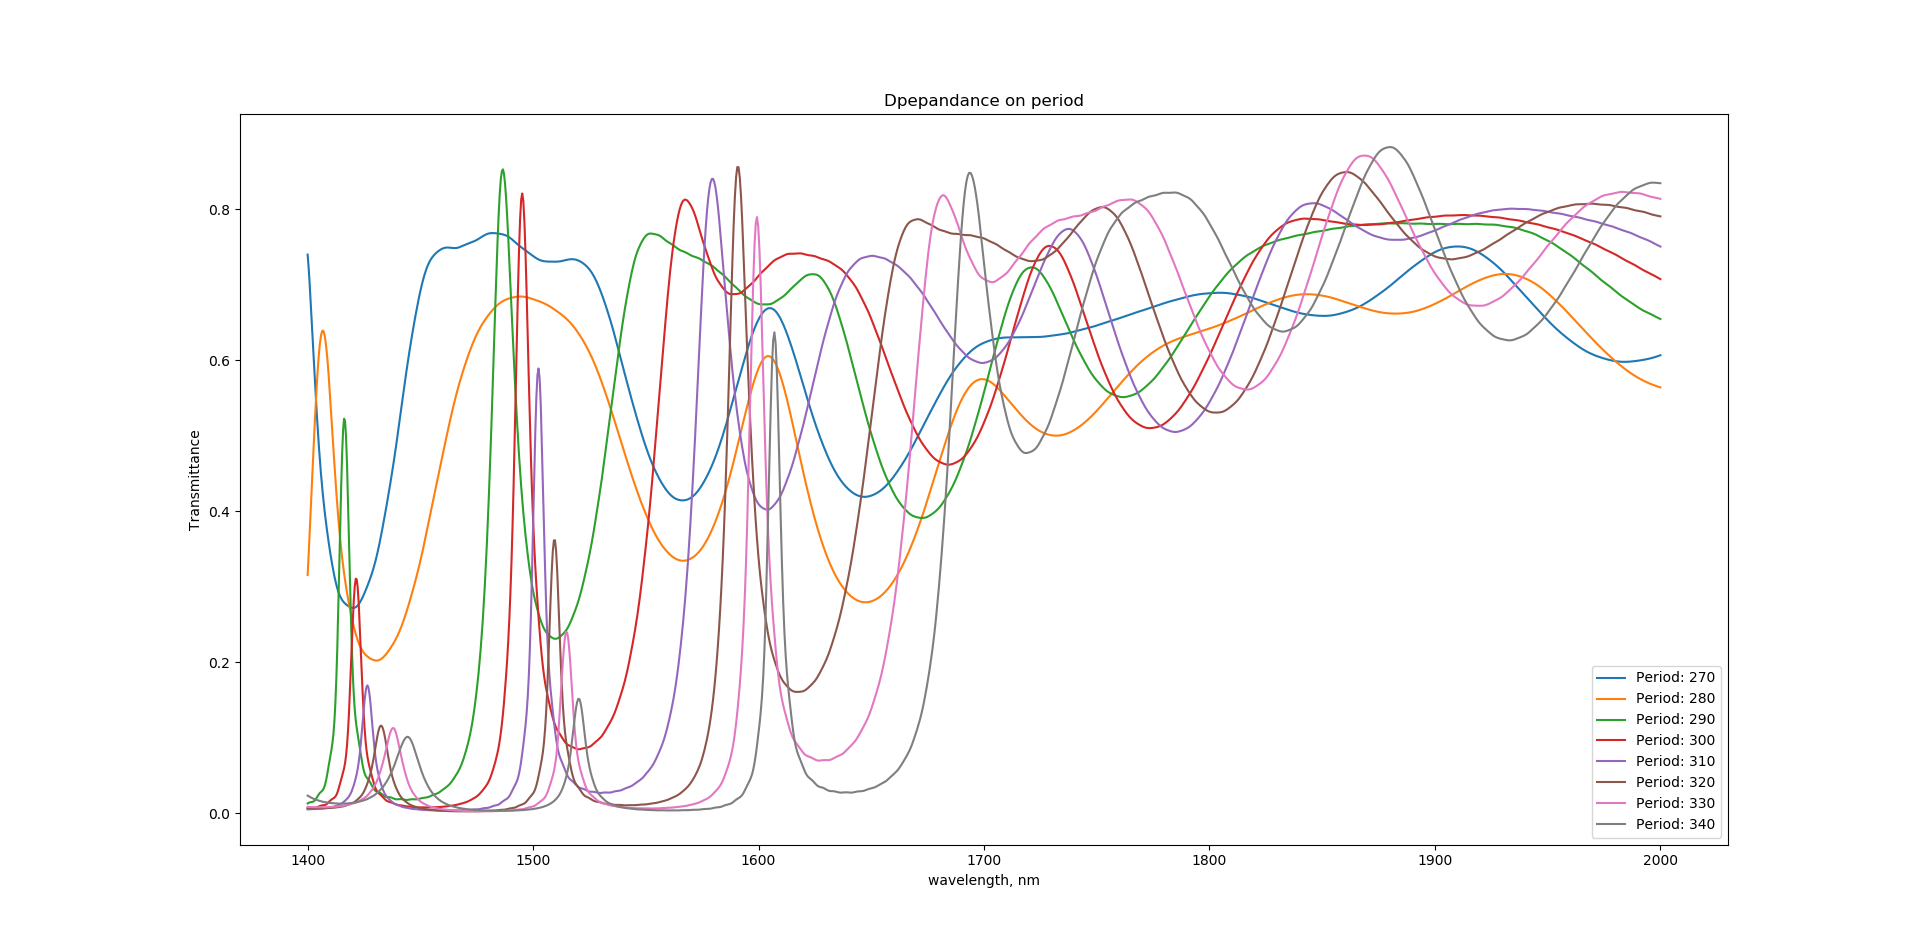 Dpepandance on period
Transmittance
0.8
0.6
0.4
0.2
0.0
1400 1500 1600 1700 1800 1900 2000
wavelength, nm
Period: 270
Period: 280
Period: 290
Period: 300
Period: 310
Period: 320
Period: 330
Period: 340